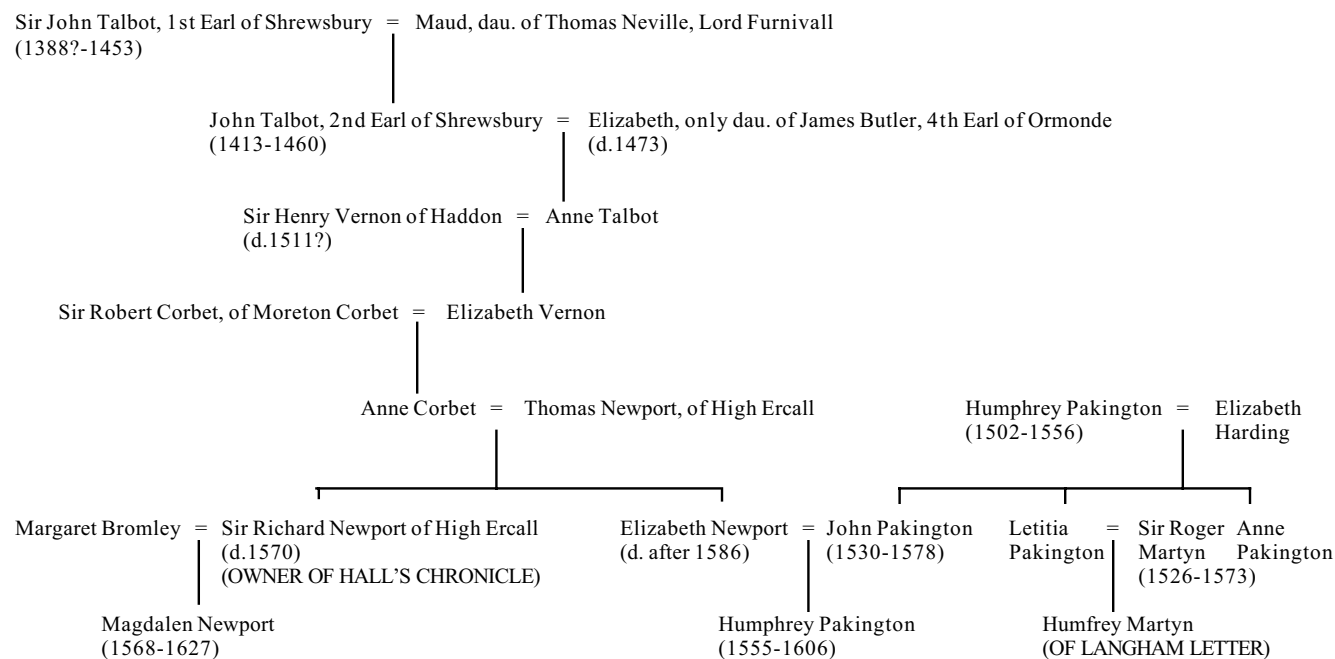 Sir John Talbot, 1st Earl of Shrewsbury = Maud, dau. of Thomas Neville, Lord Furnivall
(1388?-1453)
John Talbot, 2nd Earl of Shrewsbury = Elizabeth, only dau. of James Butler, 4th Earl of Ormonde
(1413-1460) (d.1473)
Sir Henry Vernon of Haddon = Anne Talbot
(d.1511?)
Sir Robert Corbet, of Moreton Corbet = Elizabeth Vernon
Anne Corbet = Thomas Newport, of High Ercall
Humphrey Pakington = Elizabeth
(1502-1556) Harding
Margaret Bromley = Sir Richard Newport of High Ercall
(d.1570)
(OWNER OF HALL'S CHRONICLE)
Elizabeth Newport = John Pakington
(d. after 1586) (1530-1578)
Letitia = Sir Roger
Pakington Martyn
(1526-1573)
Anne
Pakington
Magdalen Newport
(1568-1627)
Humphrey Pakington
(1555-1606)
Humfrey Martyn
(OF LANGHAM LETTER)